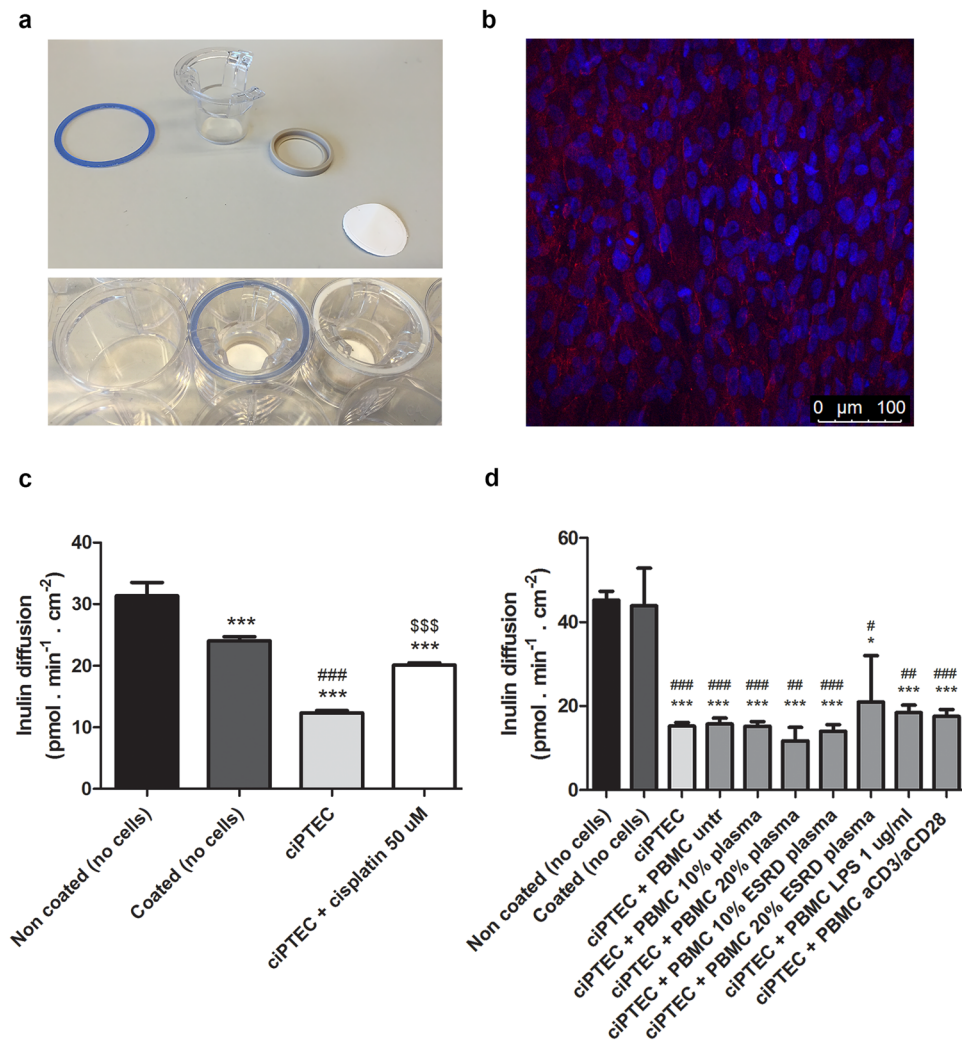 a
b
0 µm 100
c
40
30
20
10
0
Inulin diffusion
(pmol . min⁻¹ . cm⁻²)
***
###
***
$$$
***
Non coated (no cells)
Coated (no cells)
ciPTEC
ciPTEC + cisplatin 50 uM
d
60
40
20
0
Inulin diffusion
(pmol . min⁻¹ . cm⁻²)
###
***
###
***
###
***
##
***
###
***
#
*
##
***
###
***
Non coated (no cells)
Coated (no cells)
ciPTEC
ciPTEC + PBMC untr
ciPTEC + PBMC 10% plasma
ciPTEC + PBMC 20% plasma
ciPTEC + PBMC 10% ESRD plasma
ciPTEC + PBMC 20% ESRD plasma
ciPTEC + PBMC LPS 1 ug/ml
ciPTEC + PBMC aCD3/aCD28